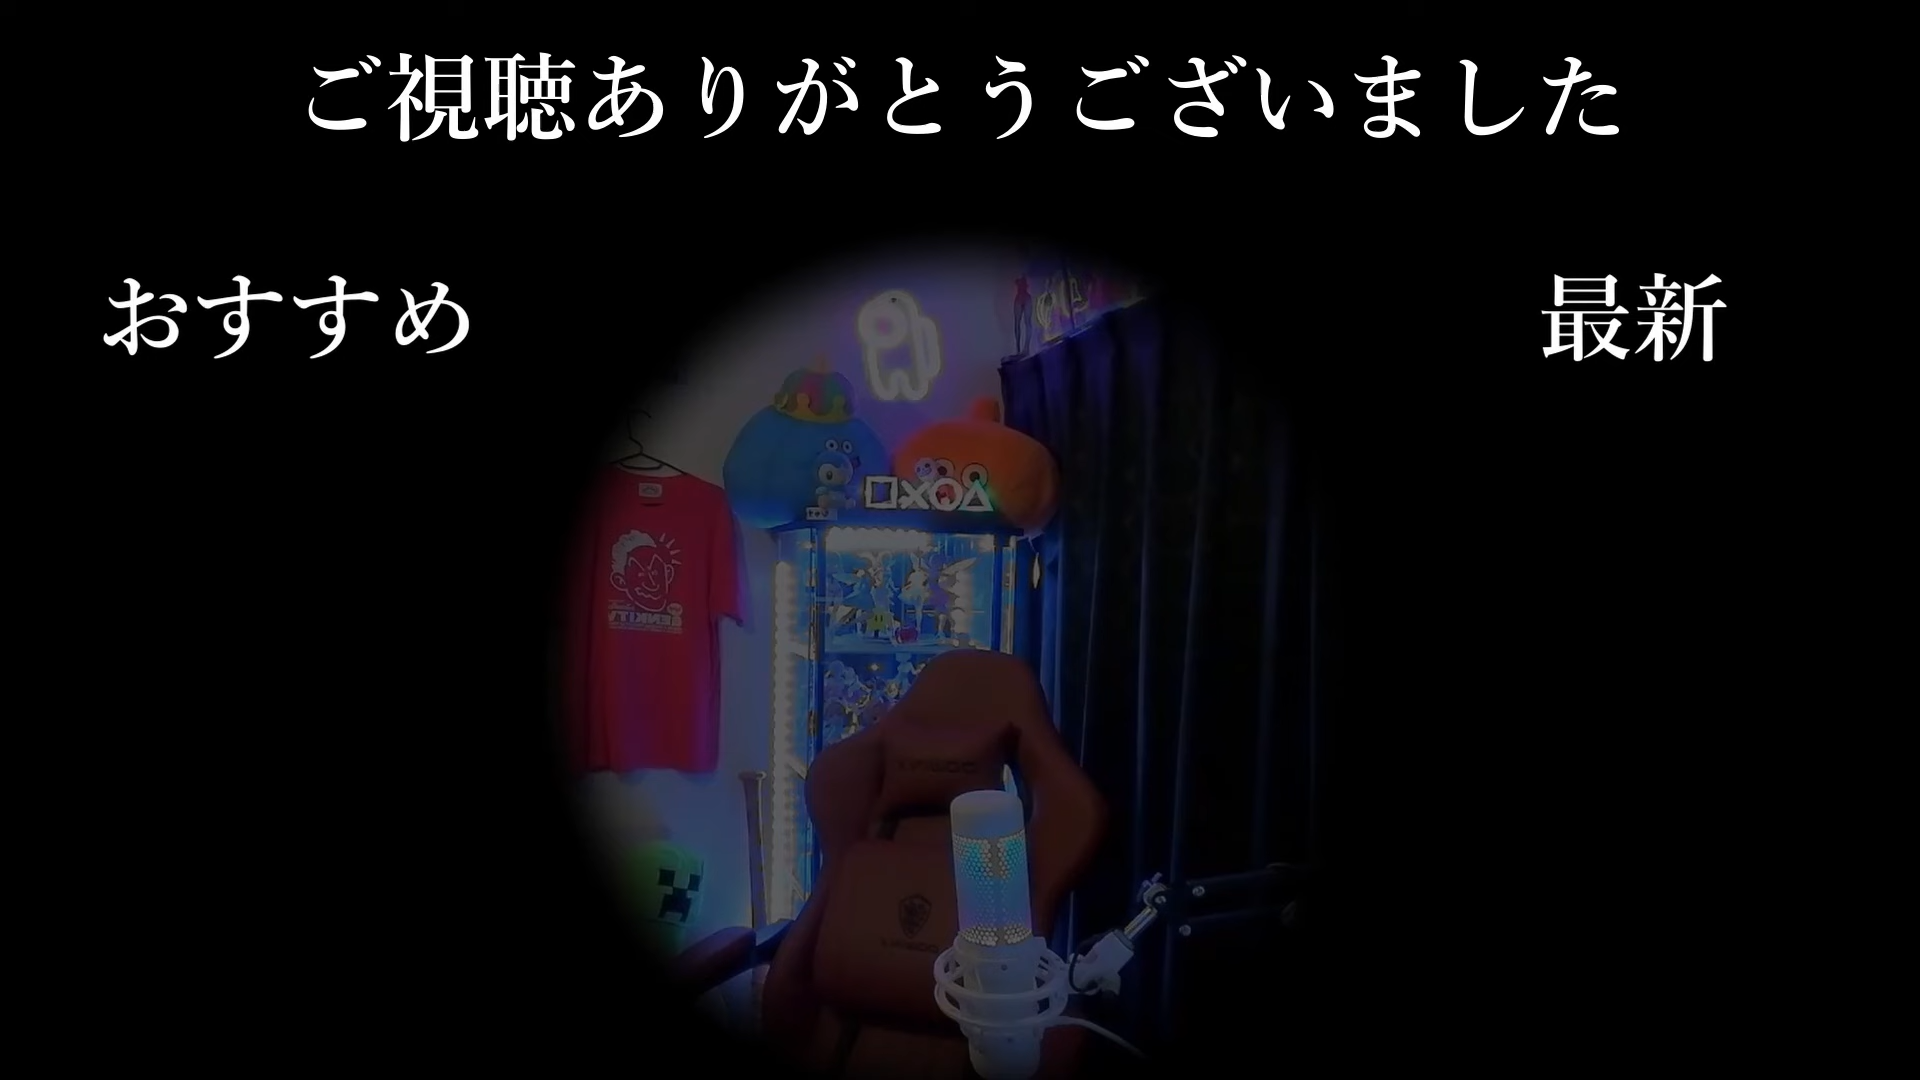 ご視聴ありがとうございました
おすすめ
最新